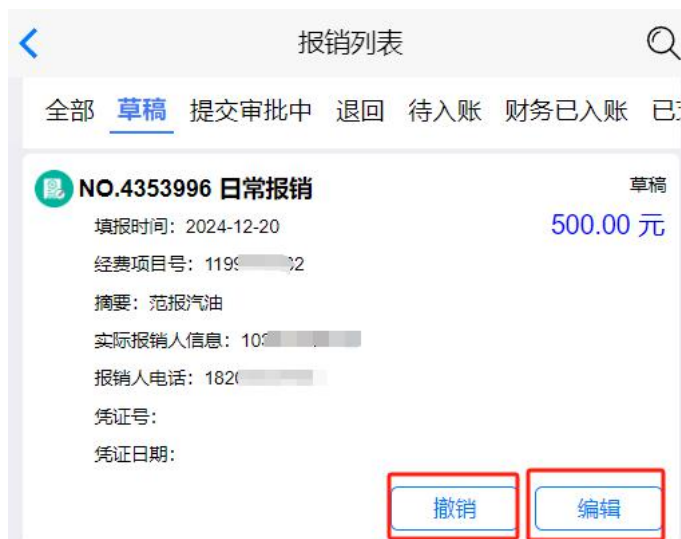 报销列表
全部 草稿 提交审批中 退回 待入账 财务已入账
NO.4353996 日常报销 草稿
填报时间：2024-12-20 500.00 元
经费项目号：119
摘要：范报汽油
实际报销人信息：10
报销人电话：182
凭证号：
凭证日期：
撤销 编辑